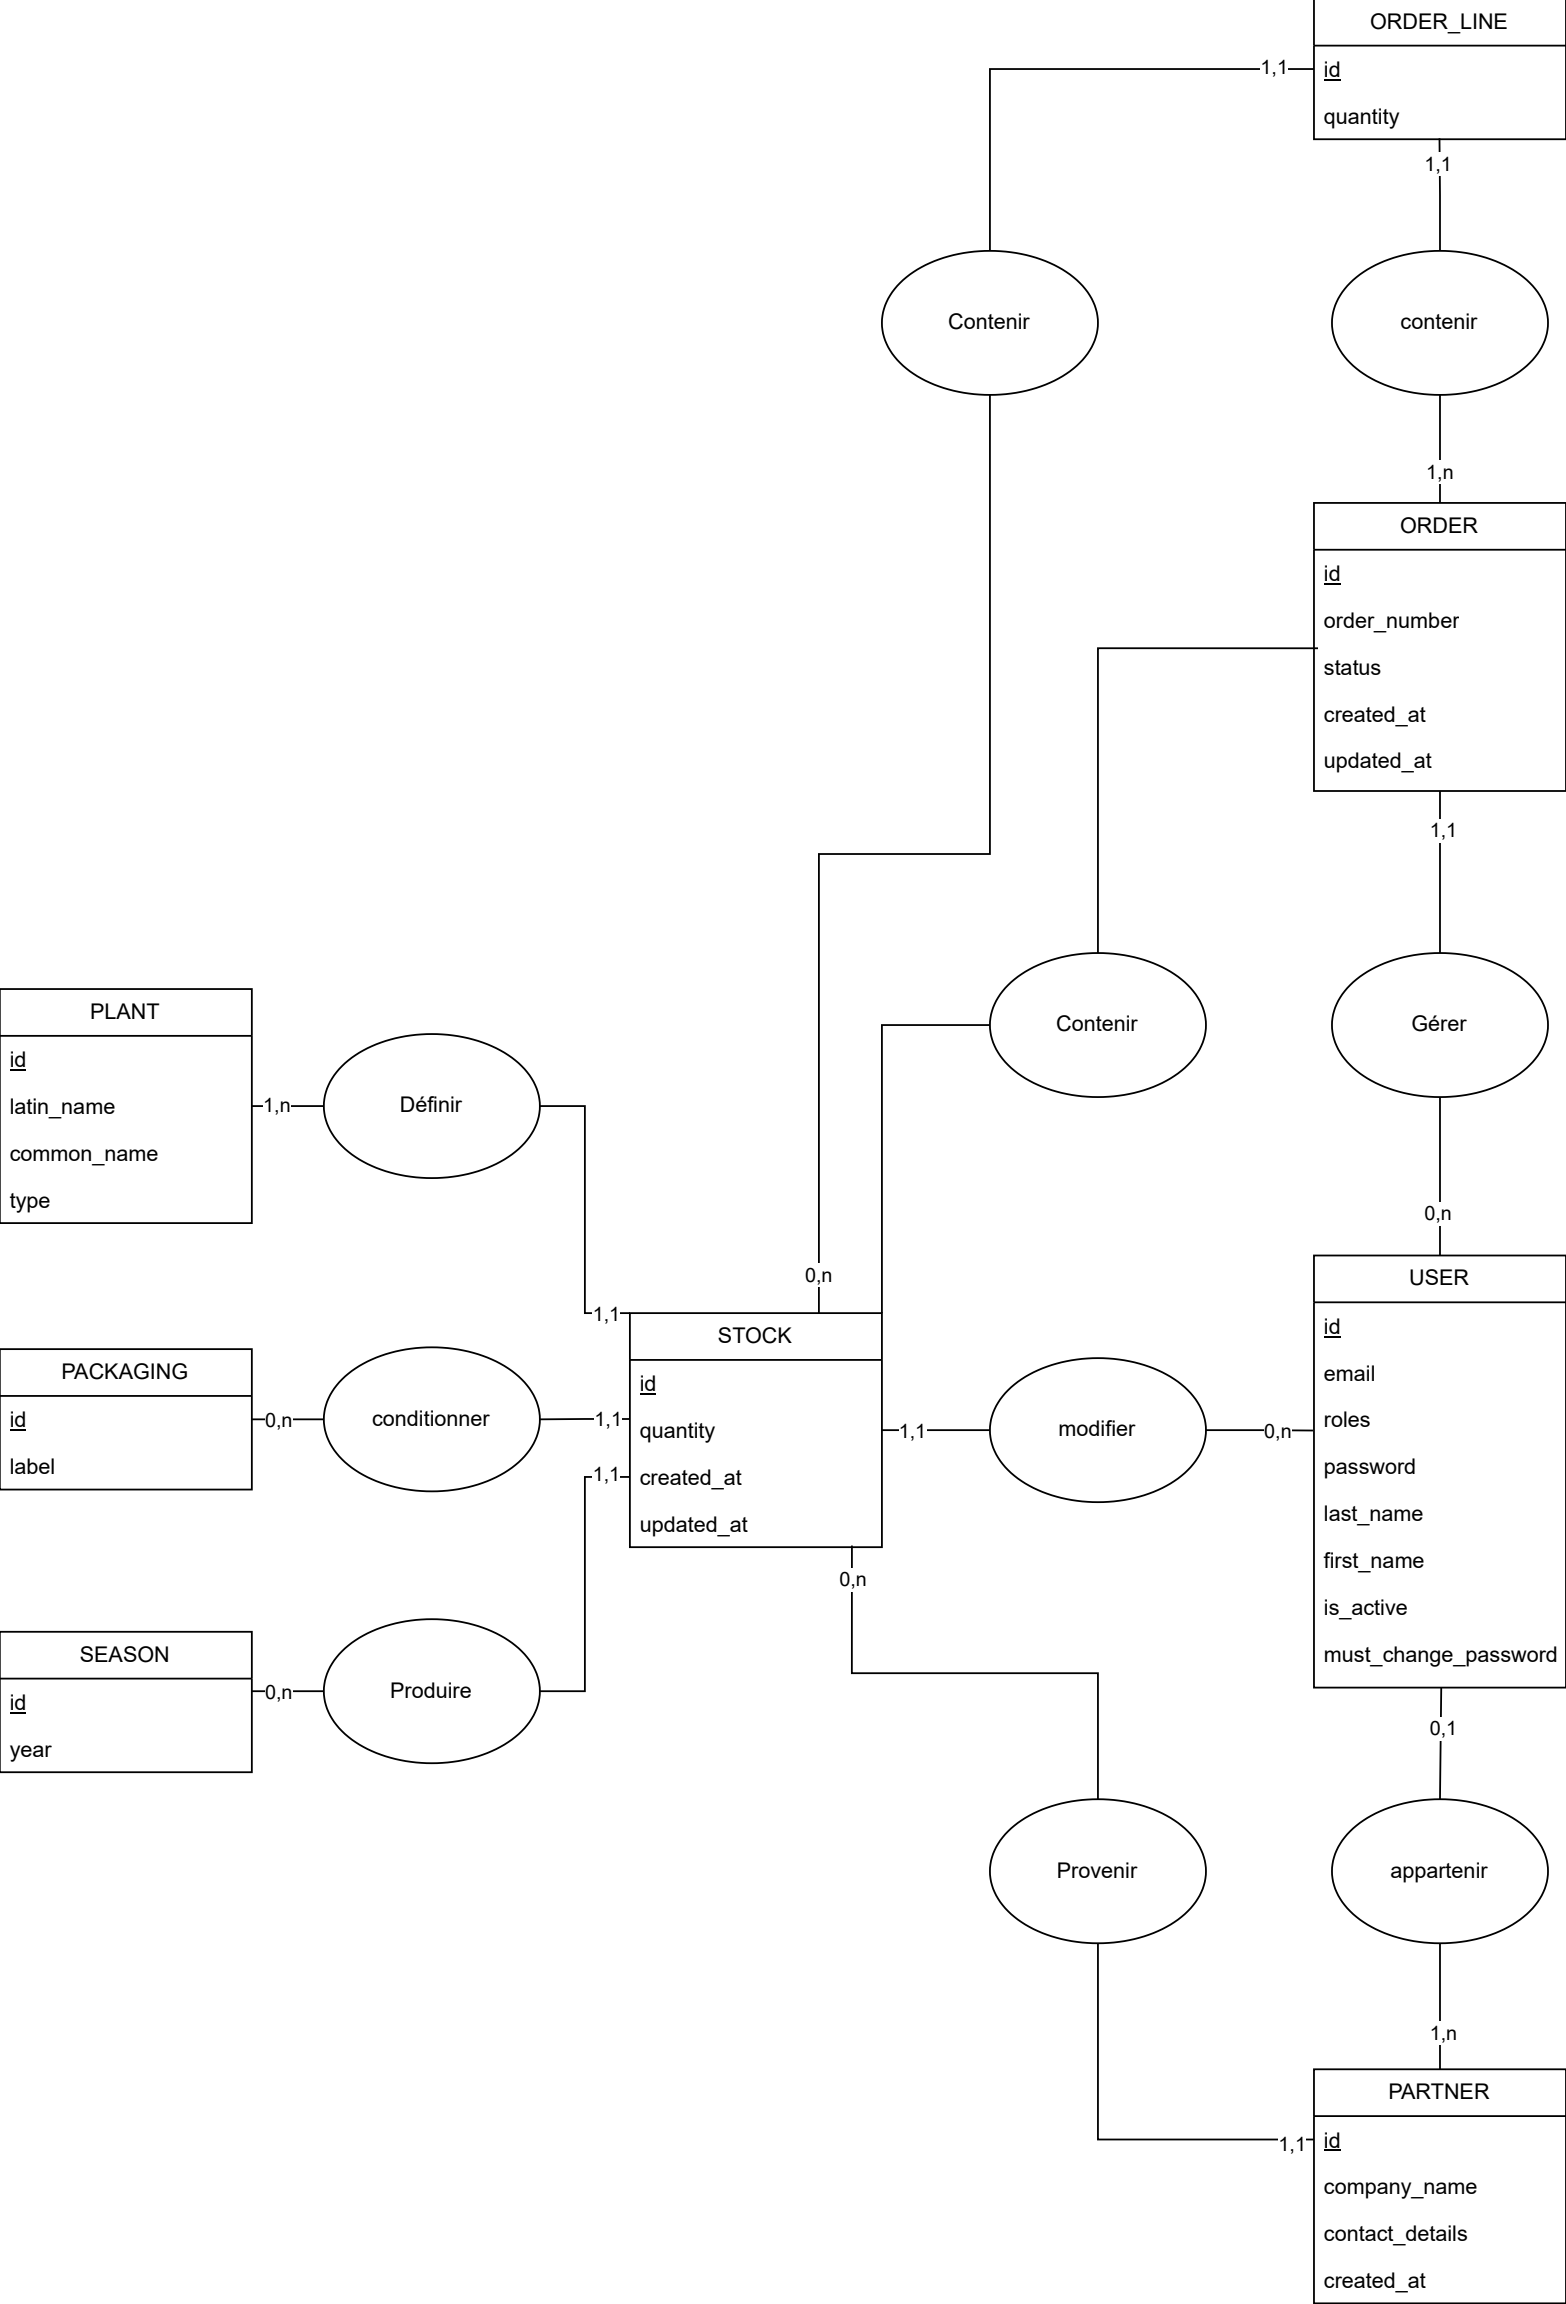 ORDER_LINE
1,1
id
quantity
1,1
Contenir
contenir
1,n
ORDER
id
order_number
status
created_at
updated_at
1,1
PLANT
id
latin_name
common_name
type
1,n
Définir
Contenir
Gérer
0,n
0,n
USER
id
email
roles
password
last_name
first_name
is_active
must_change_password
1,1
STOCK
id
quantity
created_at
updated_at
PACKAGING
id
label
0,n
conditionner
1,1
1,1
modifier
0,n
1,1
0,n
SEASON
id
year
0,n
Produire
0,1
Provenir
appartenir
1,n
PARTNER
1,1
id
company_name
contact_details
created_at